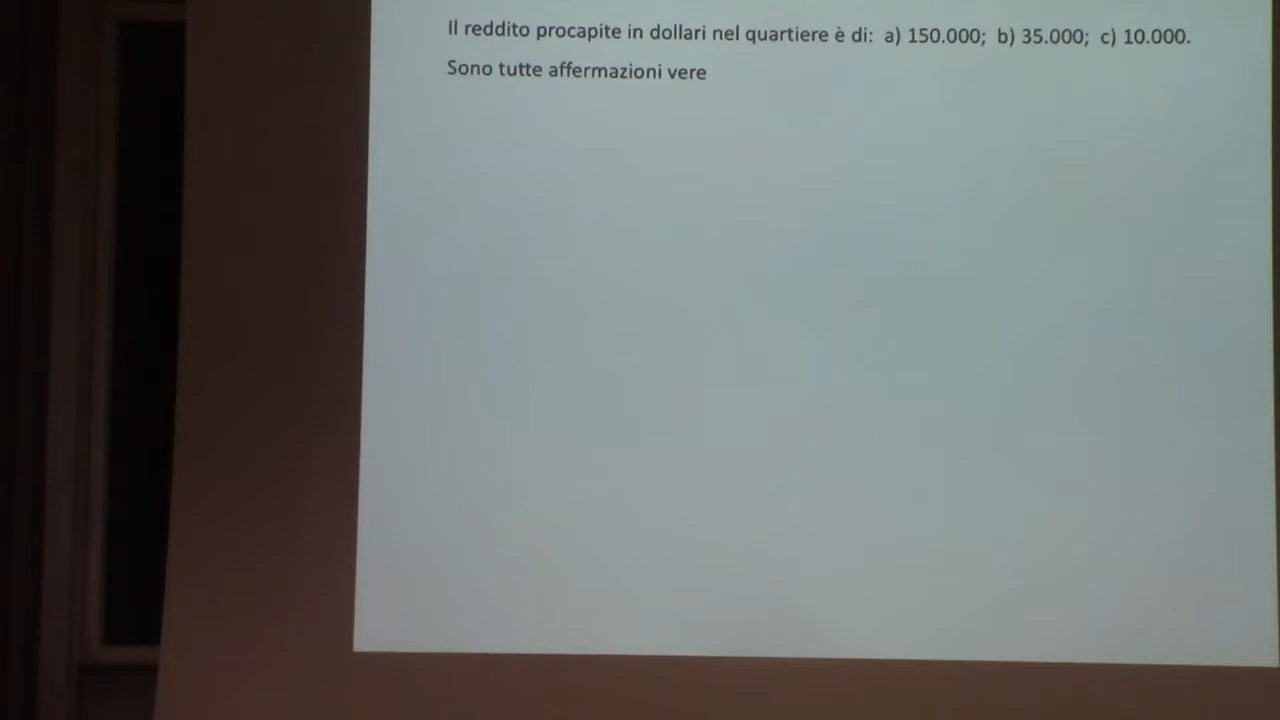 Il reddito procapite in dollari nel quartiere è di:  a) 150.000;  b) 35.000;  c) 10.000.
Sono tutte affermazioni vere